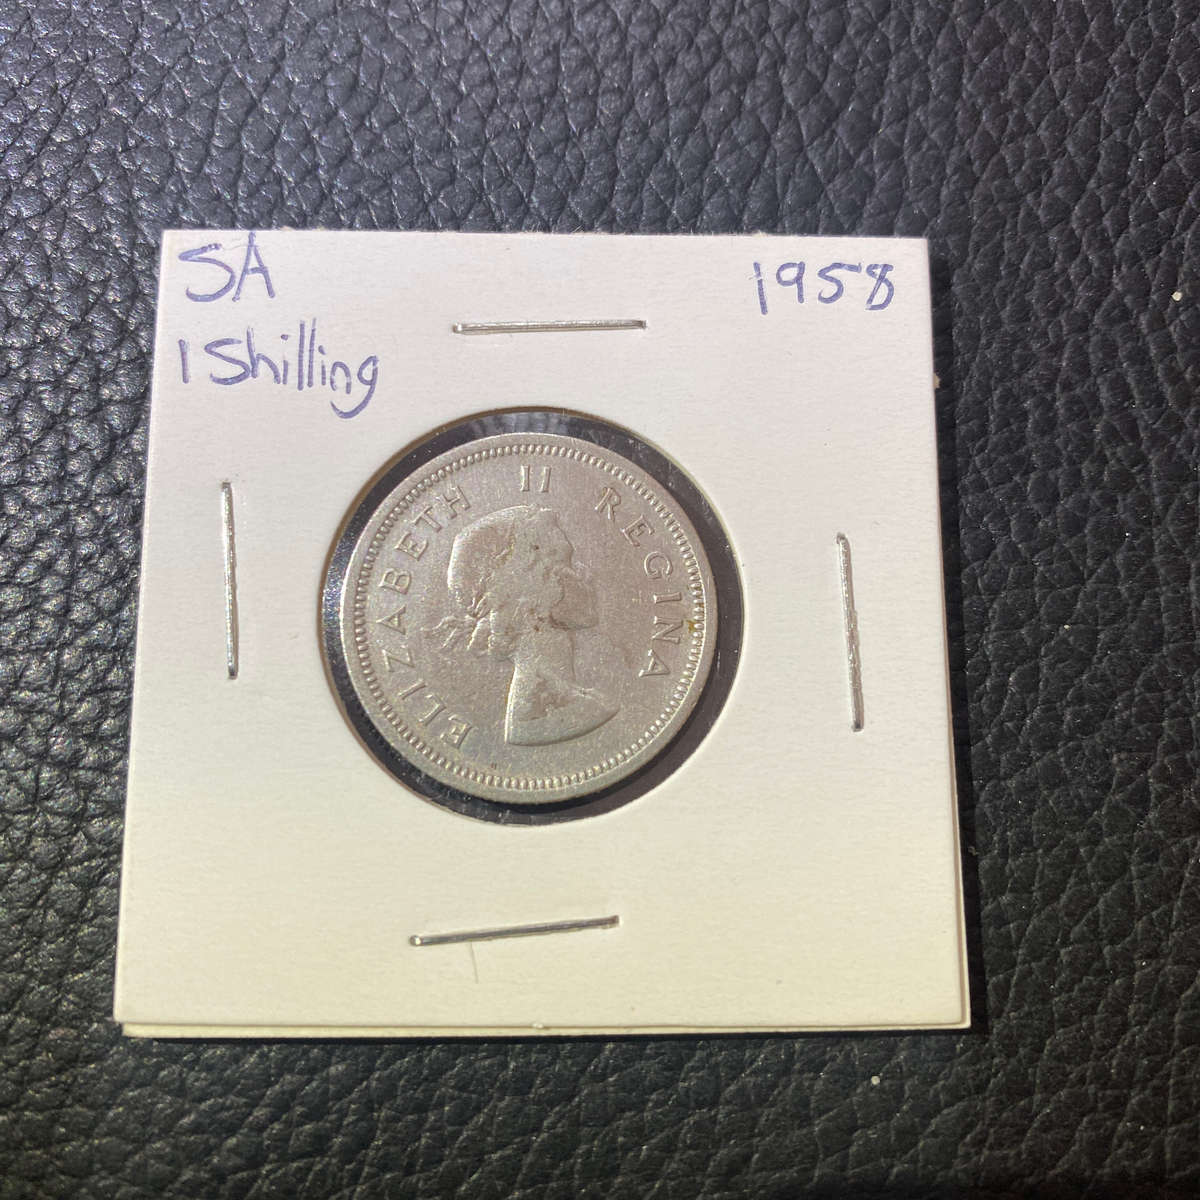 SA
1958
1 Shilling
ELIZABETH II REGINA